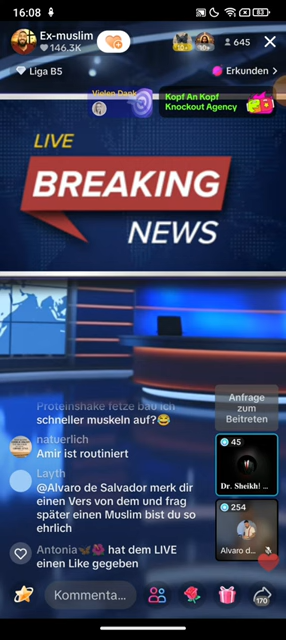 16:08
83
Ex-muslim
146.3K
10+
10+
645
Liga B5
Erkunden
Vielen Dank
Kopf An Kopf
Knockout Agency
LIVE
BREAKING
NEWS
Proteinshake fetze bau ich
schneller muskeln auf?😂
natuerlich
Amir ist routiniert
Layth
@Alvaro de Salvador merk dir
einen Vers von dem und frag
später einen Muslim bist du so
ehrlich
Antonia🦋🌺 hat dem LIVE
einen Like gegeben
Anfrage
zum
Beitreten
45
Dr. Sheikh! ...
254
Alvaro d...
Kommenta...
170